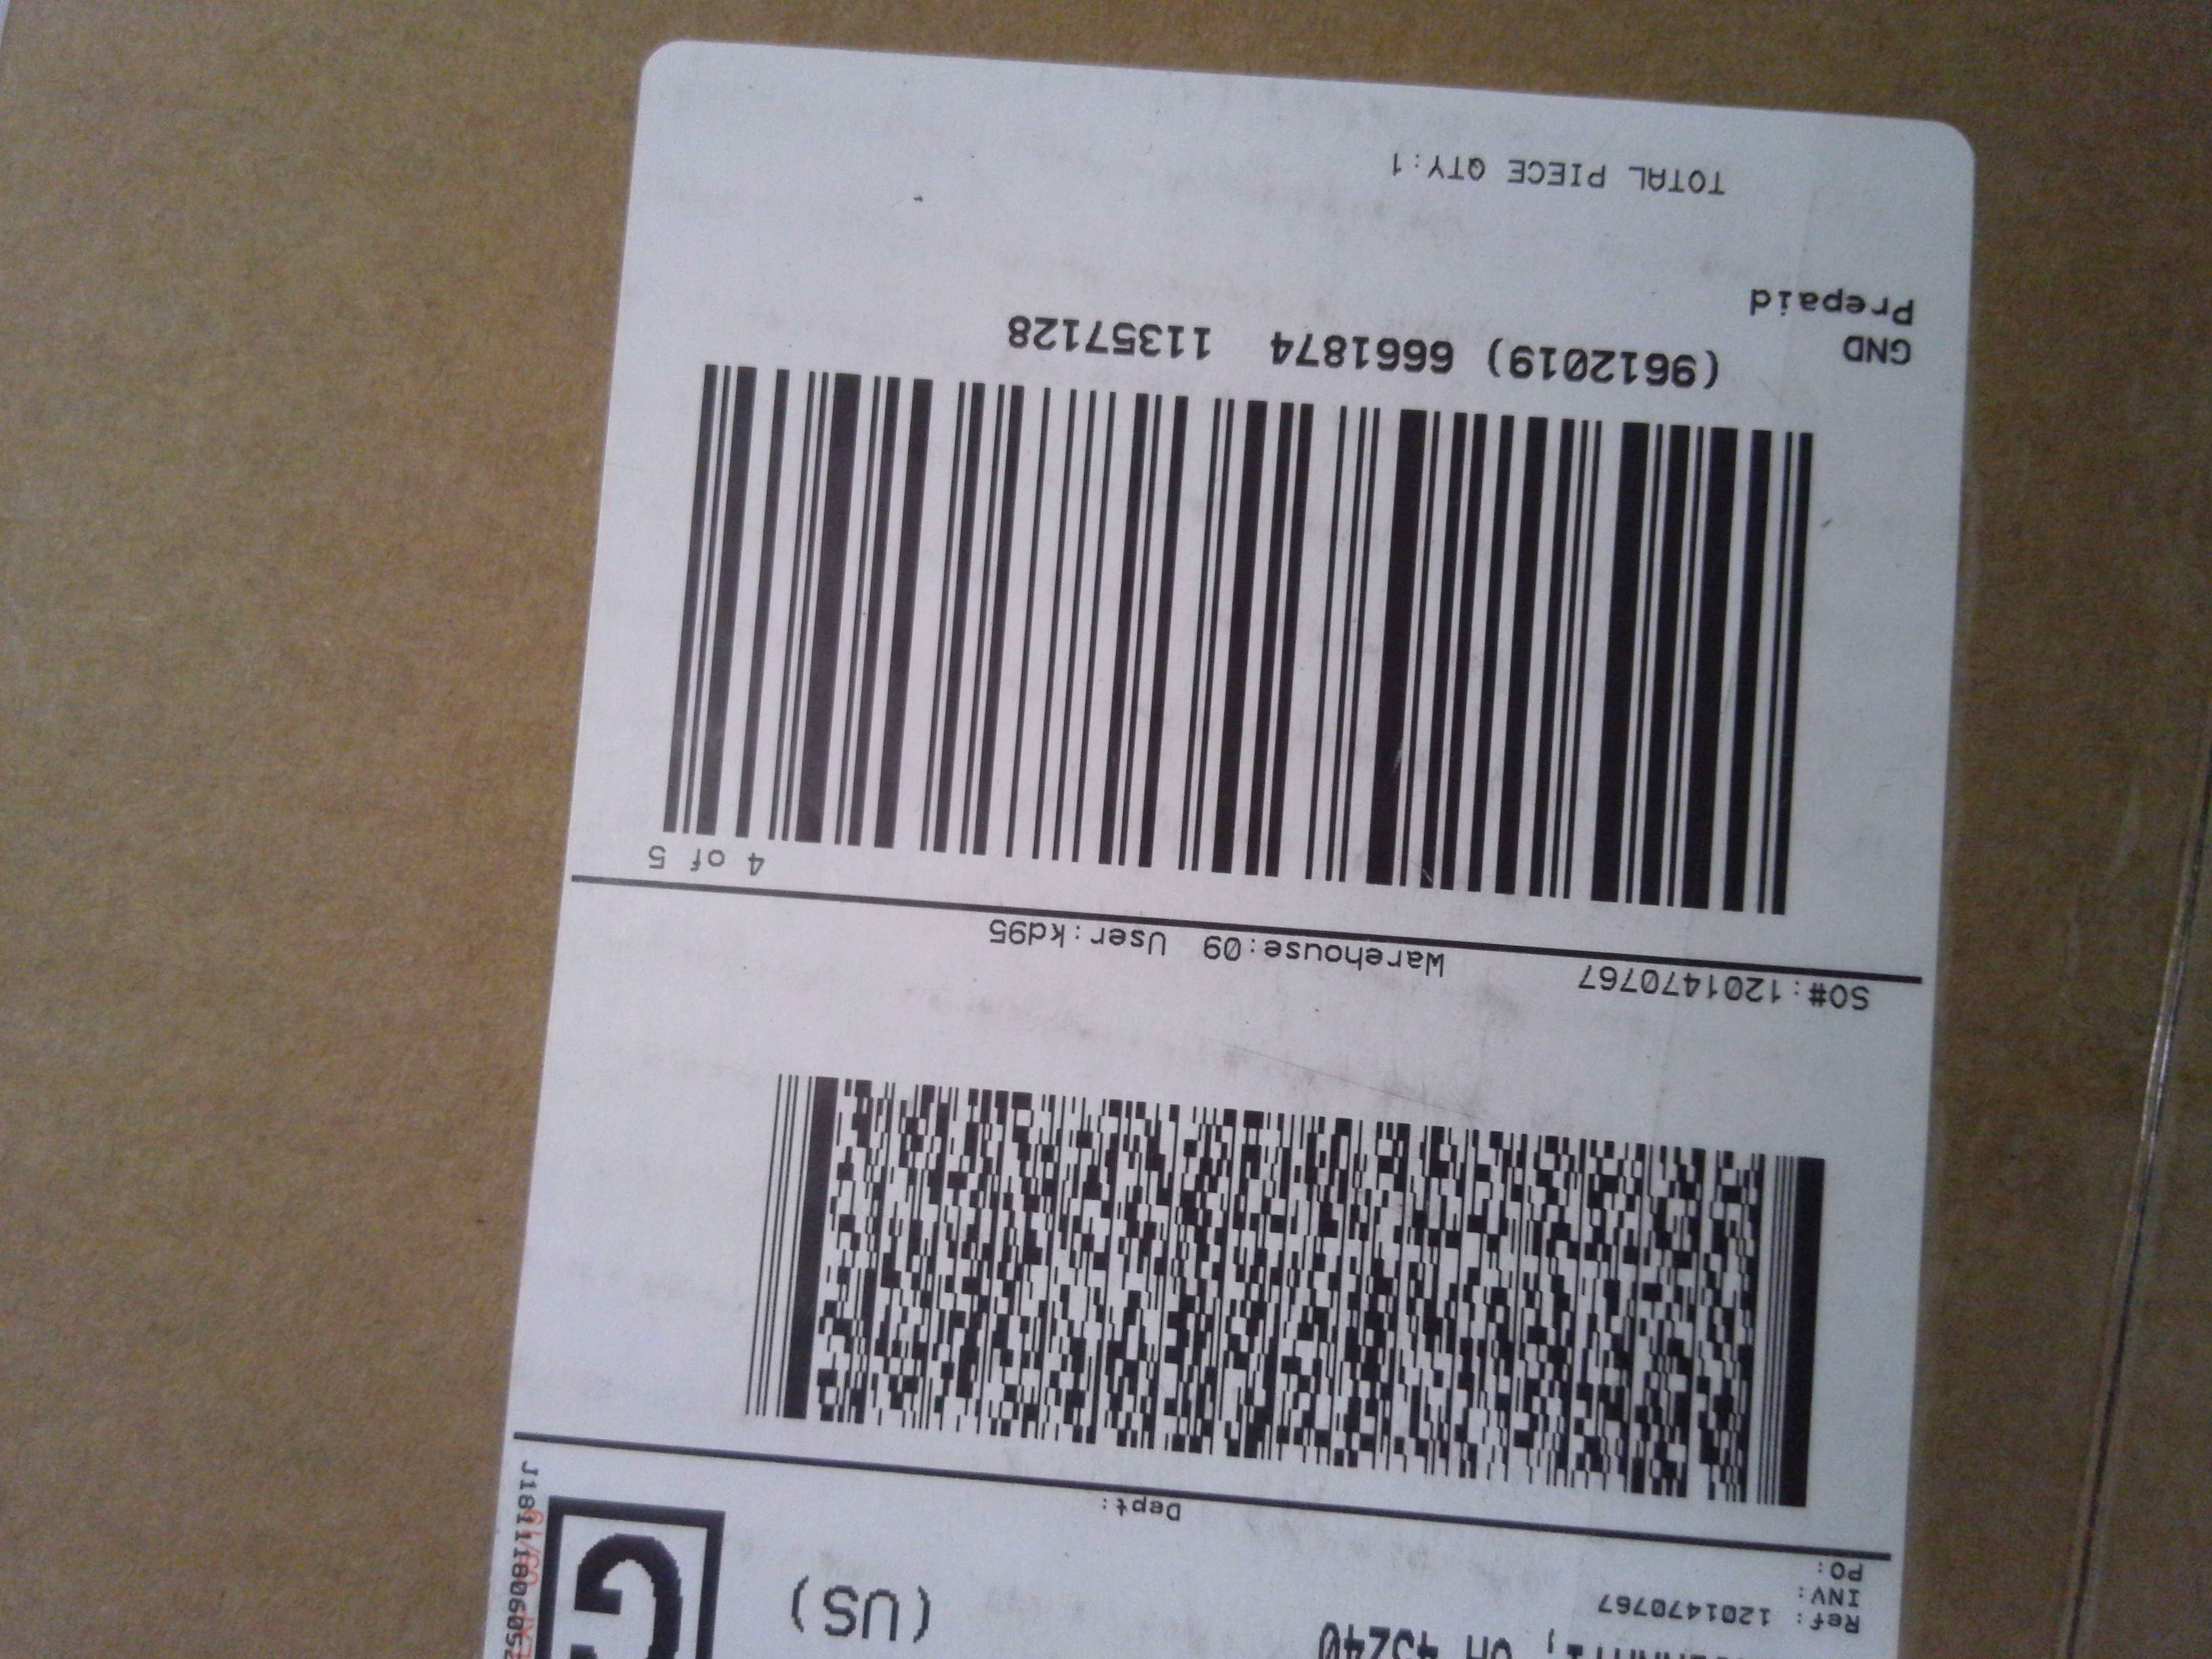 OH 45240
(US)
Ref: 1201470767
INV:
PO:
Dept:
G
SO#:1201470767 Warehouse:09 User:kd95
4 of 5
(9612019) 6661874 11357128
GND
Prepaid
TOTAL PIECE QTY:1